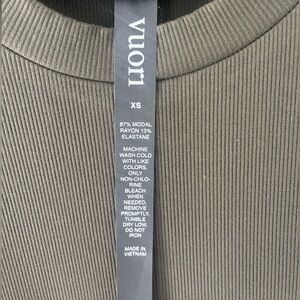 vuori
XS
87% MODAL
RAYON 13%
ELASTANE
MACHINE
WASH COLD
WITH LIKE
COLORS,
ONLY
NON-CHLO-
RINE
BLEACH
WHEN
NEEDED,
REMOVE
PROMPTLY,
TUMBLE
DRY LOW,
DO NOT
IRON
MADE IN
VIETNAM